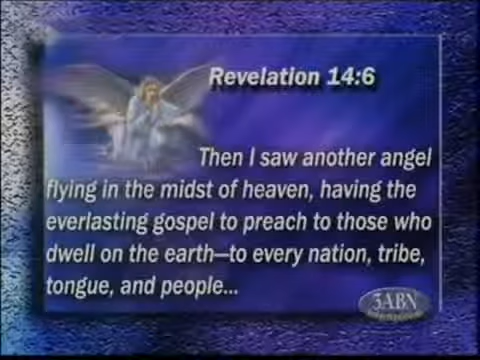 Revelation 14:6
Then I saw another angel
flying in the midst of heaven, having the
everlasting gospel to preach to those who
dwell on the earth—to every nation, tribe,
tongue, and people...
3ABN